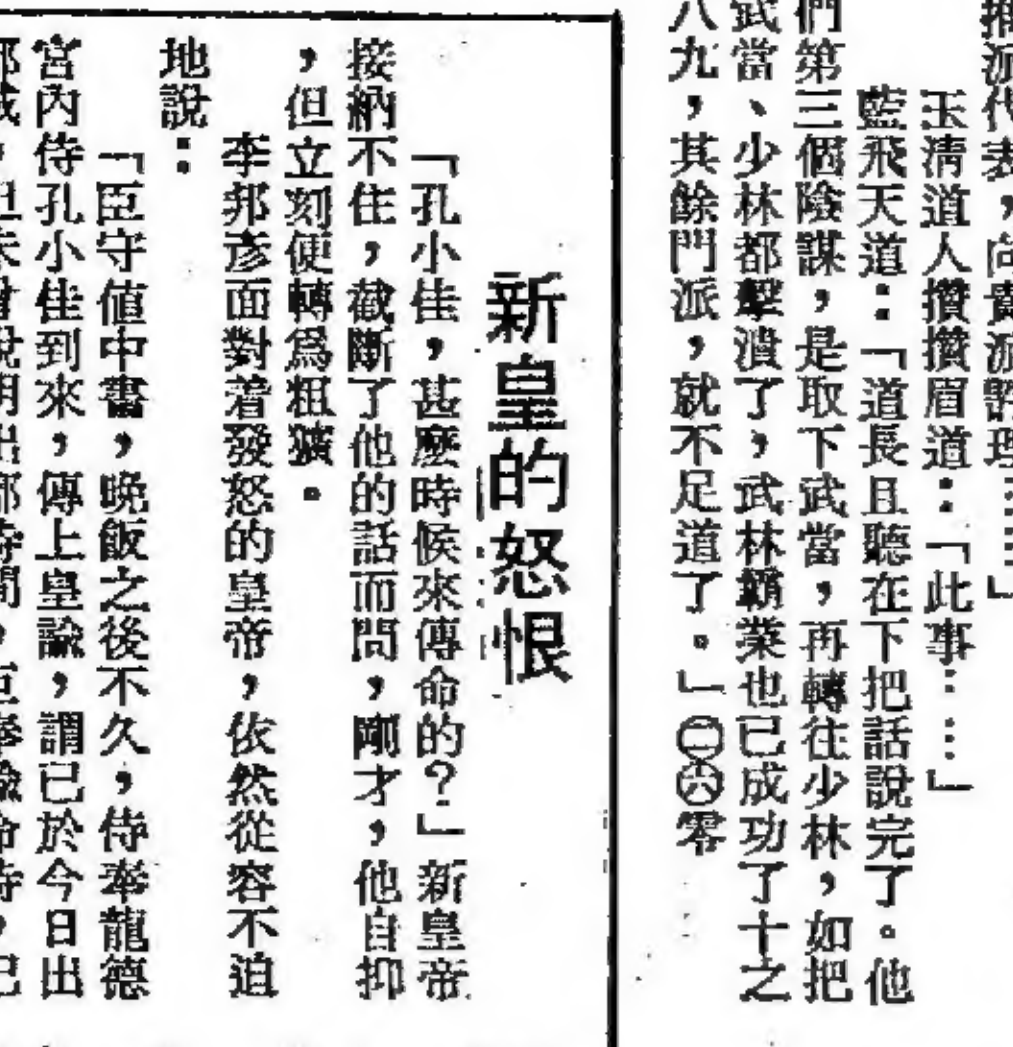 推派代表，向貴派評理……」
玉清道人攢攢眉道：「此事……」
藍飛天道：「道長且聽在下把話說完了。他
們第三個陰謀，是取下武當，再轉往少林，如把
武當、少林都擊潰了，武林霸業也已成功了十之
八九，其餘門派，就不足道了。」㊁㊅零
新皇的怒恨
「孔小佳，甚麼時候來傳命的？」新皇帝
接納不住，截斷了他的話而問，剛才，他自抑
，但立刻便轉爲粗獷。
李邦彥面對着發怒的皇帝，依然從容不迫
地說：
「臣守値中書，晚飯之後不久，侍奉龍德
宮內侍孔小佳到來，傳上皇諭，謂已於今日出